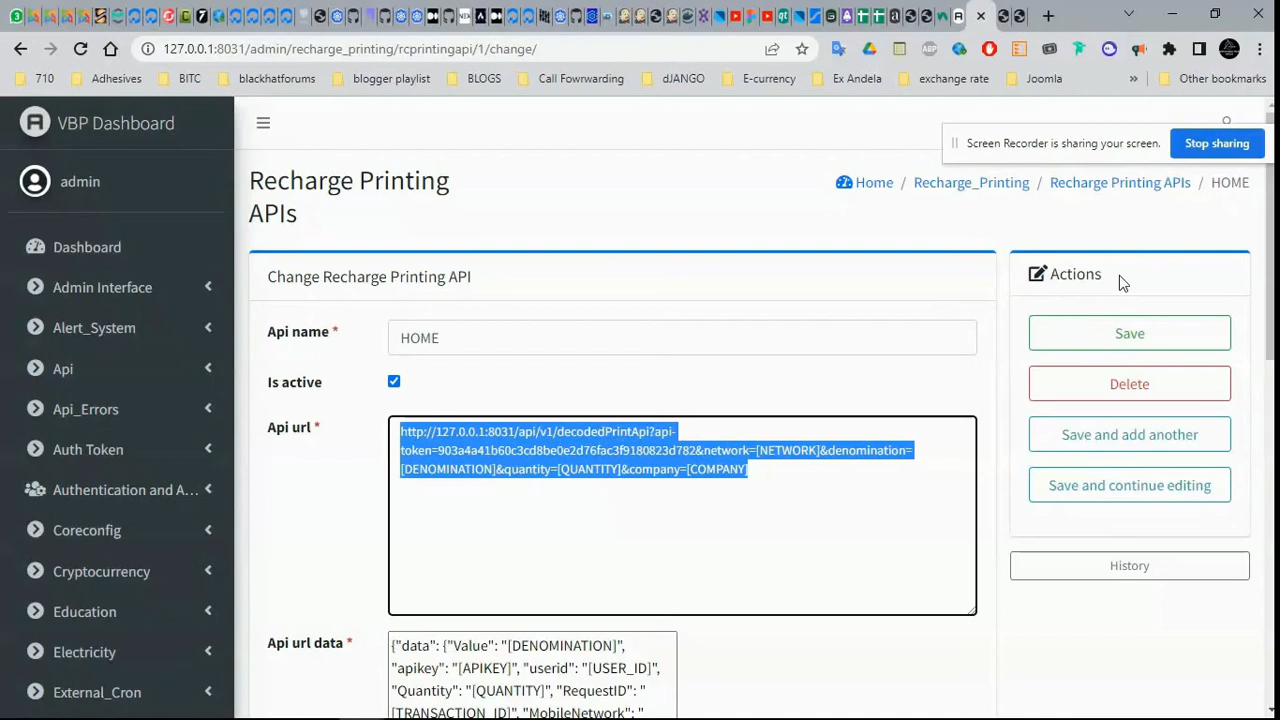 127.0.0.1:8031/admin/recharge_printing/rcprintingapi/1/change/
710
Adhesives
BITC
blackhatforums
blogger playlist
BLOGS
Call Fowrwarding
dJANGO
E-currency
Ex Andela
exchange rate
Joomla
»
Other bookmarks
VBP Dashboard
Screen Recorder is sharing your screen.
Stop sharing
admin
Recharge Printing
APIs
Home / Recharge_Printing / Recharge Printing APIs / HOME
Dashboard
Admin Interface
Alert_System
Api
Api_Errors
Auth Token
Authentication and A...
Coreconfig
Cryptocurrency
Education
Electricity
External_Cron
Change Recharge Printing API
Api name *
HOME
Is active
Api url *
http://127.0.0.1:8031/api/v1/decodedPrintApi?api-
token=903a4a41b60c3cd8be0e2d76fac3f9180823d782&network=[NETWORK]&denomination=
[DENOMINATION]&quantity=[QUANTITY]&company=[COMPANY]
Api url data *
{"data": {"Value": "[DENOMINATION]",
"apikey": "[APIKEY]", "userid": "[USER_ID]",
"Quantity": "[QUANTITY]", "RequestID": "
[TRANSACTION_ID]", "MobileNetwork": "
Actions
Save
Delete
Save and add another
Save and continue editing
History